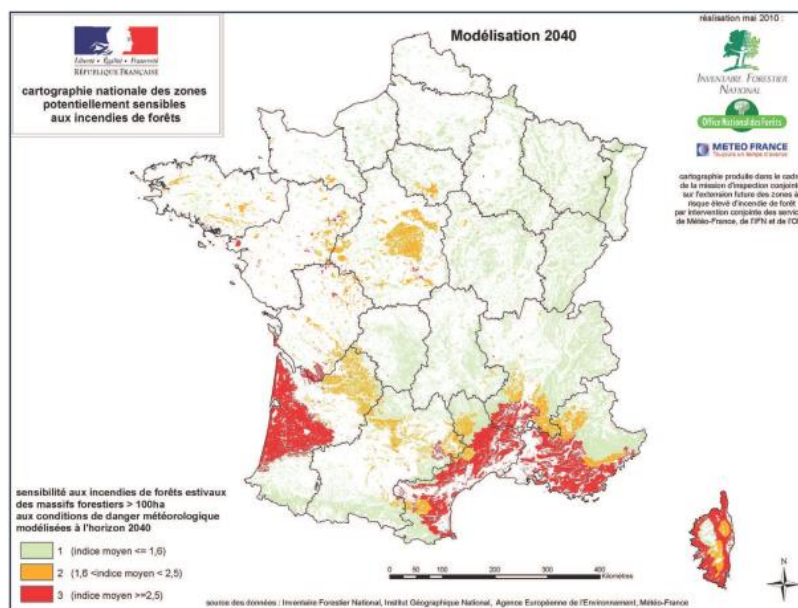 Liberté • Égalité • Fraternité
RÉPUBLIQUE FRANÇAISE
cartographie nationale des zones
potentiellement sensibles
aux incendies de forêts
Modélisation 2040
réalisation mai 2010 :
INVENTAIRE FORESTIER
NATIONAL
Office National des Forêts
METEO FRANCE
Toujours un temps d'avance
cartographie produite dans le cadre
de la mission d'inspection conjointe
sur l'extension future des zones à
risque élevé d'incendie de forêt
par intervention conjointe des service
de Météo-France, de l'IFN et de l'O
sensibilité aux incendies de forêts estivaux
des massifs forestiers > 100ha
aux conditions de danger météorologique
modélisées à l'horizon 2040
1 (indice moyen <= 1,6)
2 (1,6 <indice moyen < 2,5)
3 (indice moyen >=2,5)
0 100 200 400
Kilomètres
N
source des données : Inventaire Forestier National, Institut Géographique National, Agence Européenne de l'Environnement, Météo-France